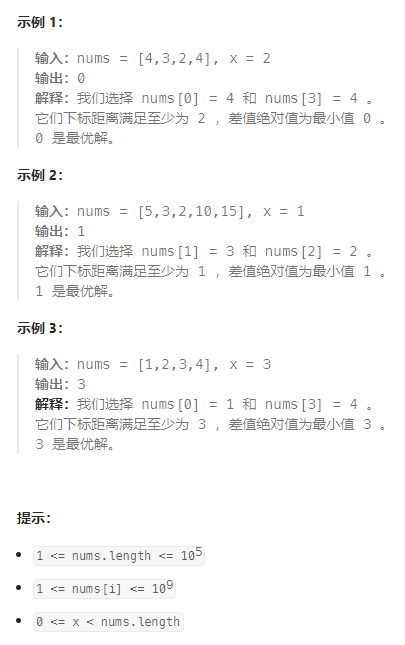 示例 1：
输入：nums = [4,3,2,4], x = 2
输出：0
解释：我们选择 nums[0] = 4 和 nums[3] = 4 。
它们下标距离满足至少为 2 ，差值绝对值为最小值 0 。
0 是最优解。
示例 2：
输入：nums = [5,3,2,10,15], x = 1
输出：1
解释：我们选择 nums[1] = 3 和 nums[2] = 2 。
它们下标距离满足至少为 1 ，差值绝对值为最小值 1 。
1 是最优解。
示例 3：
输入：nums = [1,2,3,4], x = 3
输出：3
解释：我们选择 nums[0] = 1 和 nums[3] = 4 。
它们下标距离满足至少为 3 ，差值绝对值为最小值 3 。
3 是最优解。
提示：
• 1 <= nums.length <= 10⁵
• 1 <= nums[i] <= 10⁹
• 0 <= x < nums.length